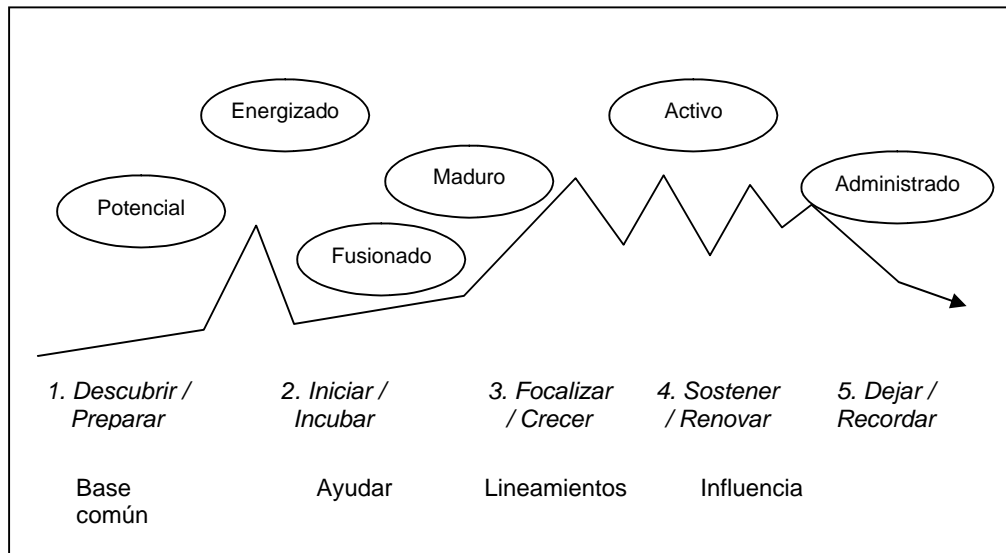 Energizado
Activo
Maduro
Administrado
Potencial
Fusionado
1. Descubrir /
Preparar
2. Iniciar /
Incubar
3. Focalizar
/ Crecer
4. Sostener
/ Renovar
5. Dejar /
Recordar
Base
común
Ayudar
Lineamientos
Influencia